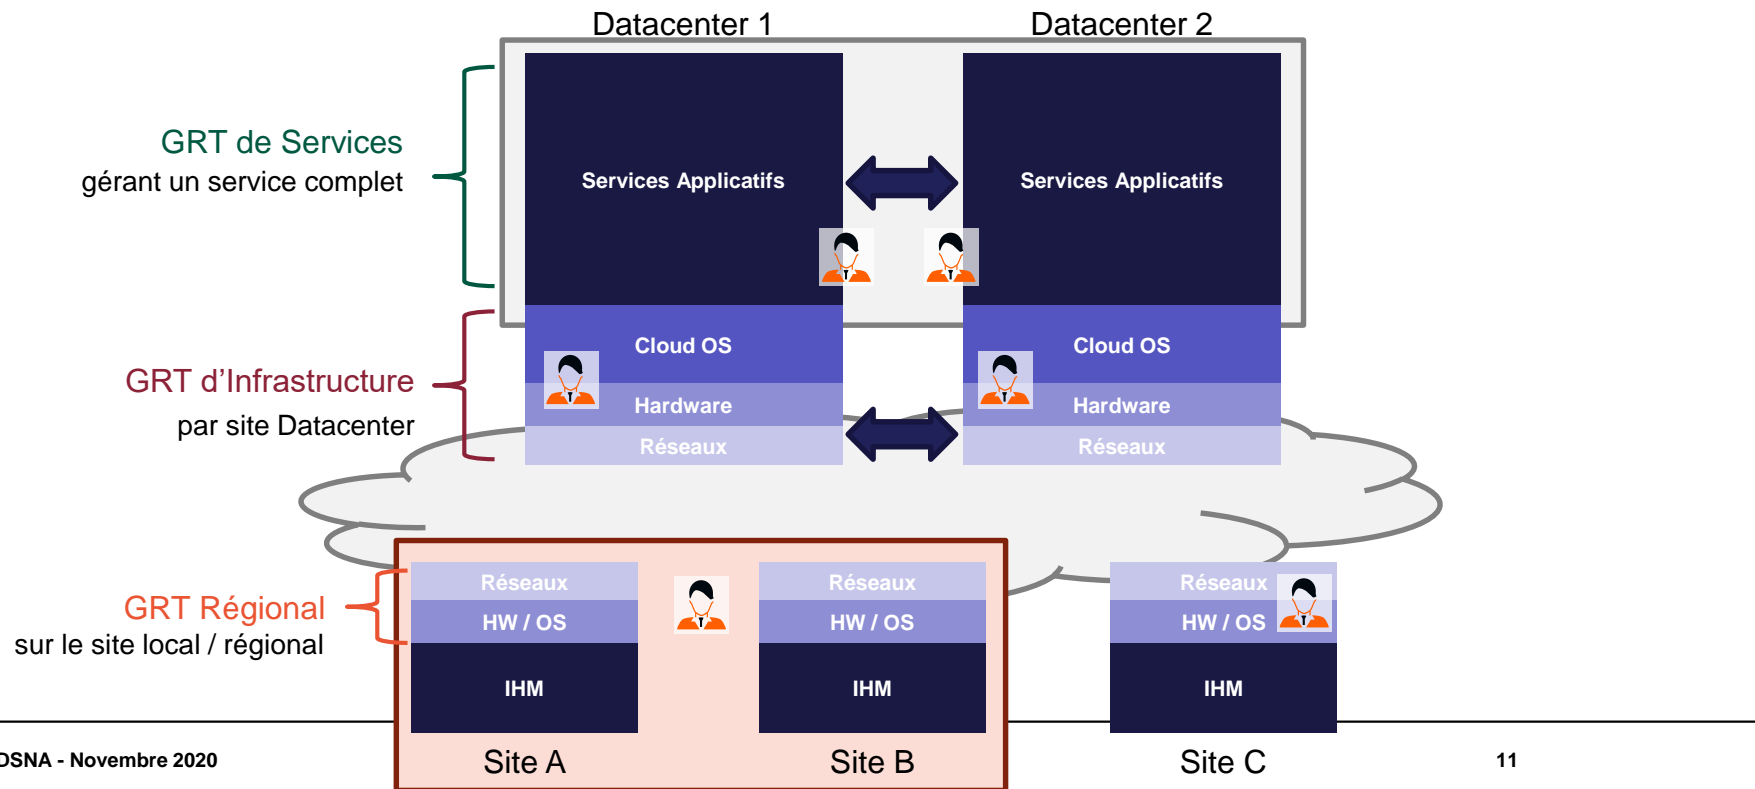 Datacenter 1
Datacenter 2
GRT de Services
gérant un service complet
Services Applicatifs
Services Applicatifs
GRT d’Infrastructure
par site Datacenter
Cloud OS
Cloud OS
Hardware
Hardware
Réseaux
Réseaux
GRT Régional
sur le site local / régional
Réseaux
Réseaux
Réseaux
HW / OS
HW / OS
HW / OS
IHM
IHM
IHM
Site A
Site B
Site C
DSNA - Novembre 2020
11